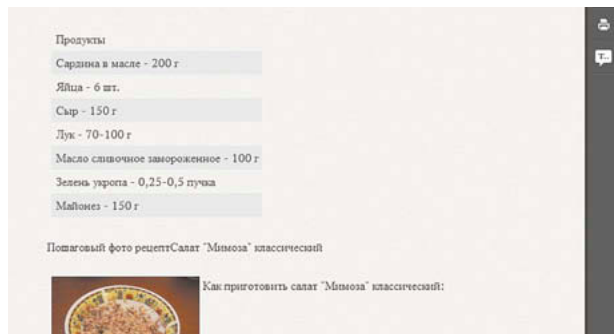 Продукты
Сардина в масле - 200 г
Яйца - 6 шт.
Сыр - 150 г
Лук - 70-100 г
Масло сливочное замороженное - 100 г
Зелень укропа - 0,25-0,5 пучка
Майонез - 150 г
Пошаговый фото рецептСалат "Мимоза" классический
Как приготовить салат "Мимоза" классический: